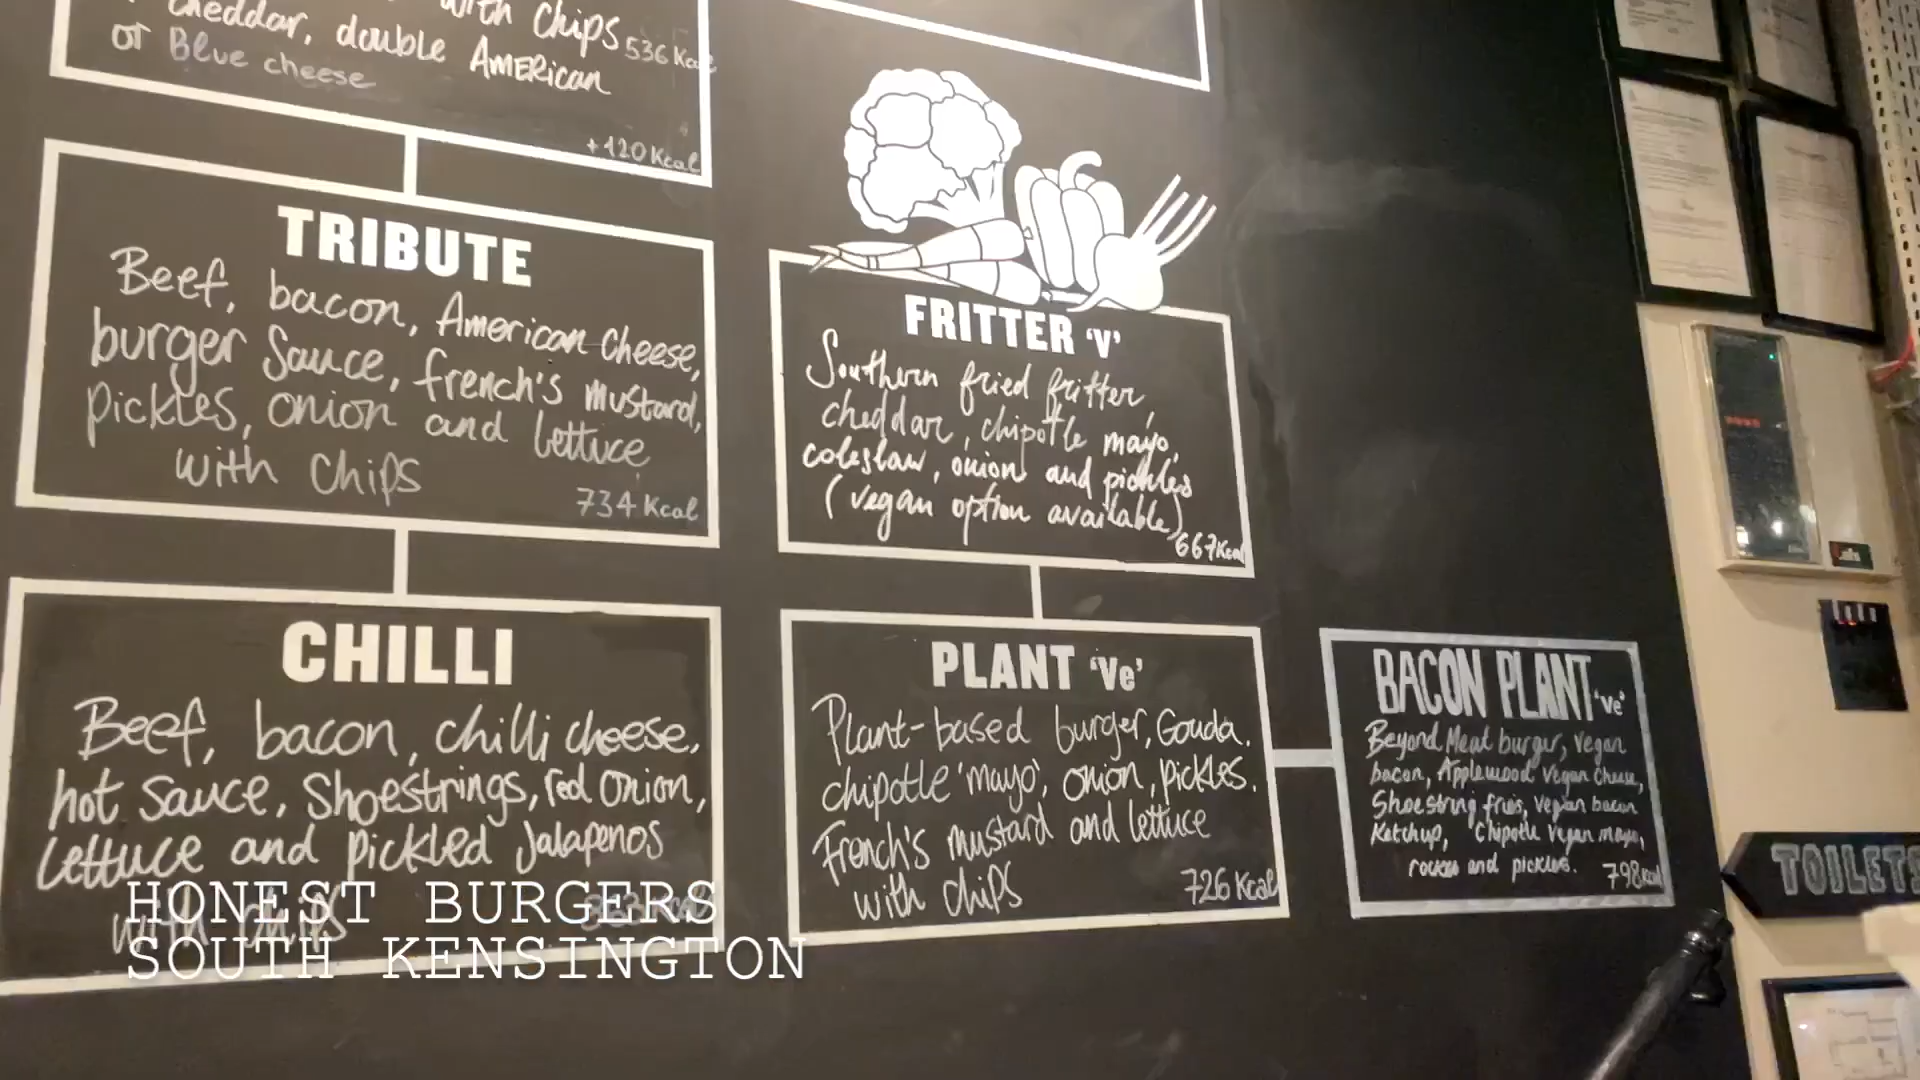 with Chips
cheddar, double American 536 Kcal
or Blue cheese
+120 Kcal
TRIBUTE
Beef, bacon, American Cheese,
burger Sauce, french's mustard,
Pickles, onion and lettuce
with Chips
734 Kcal
CHILLI
Beef, bacon, chilli cheese,
hot Sauce, Shoestrings, red onion,
Lettuce and Pickled Jalapenos
with Chips
FRITTER 'V'
Southern fried fritter,
cheddar, chipotle mayo,
coleslaw, onion and pickles
(vegan option available)
667 Kcal
PLANT 'Ve'
Plant-based burger, Gouda,
chipotle 'mayo', onion, pickles,
French's mustard and lettuce
with Chips
726 Kcal
BACON PLANT 've'
Beyond Meat burger, Vegan
bacon, Applewood Vegan Cheese,
Shoestring fries, Vegan bacon
Ketchup, Chipotle Vegan mayo,
rocket and pickles.
798 Kcal
TOILETS
HONEST BURGERS
SOUTH KENSINGTON